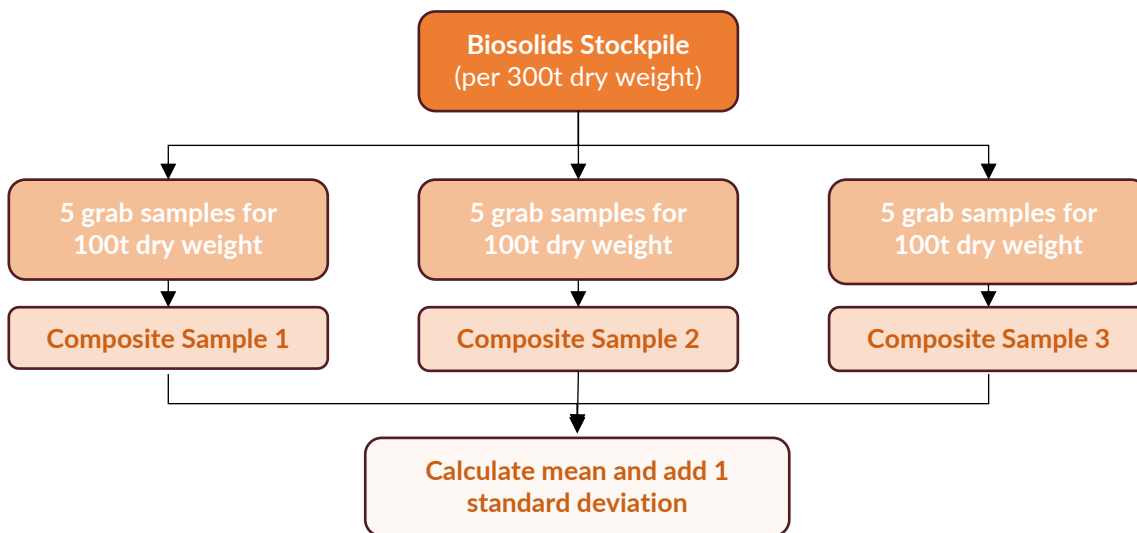 Biosolids Stockpile
(per 300t dry weight)
5 grab samples for
100t dry weight
5 grab samples for
100t dry weight
5 grab samples for
100t dry weight
Composite Sample 1
Composite Sample 2
Composite Sample 3
Calculate mean and add 1
standard deviation